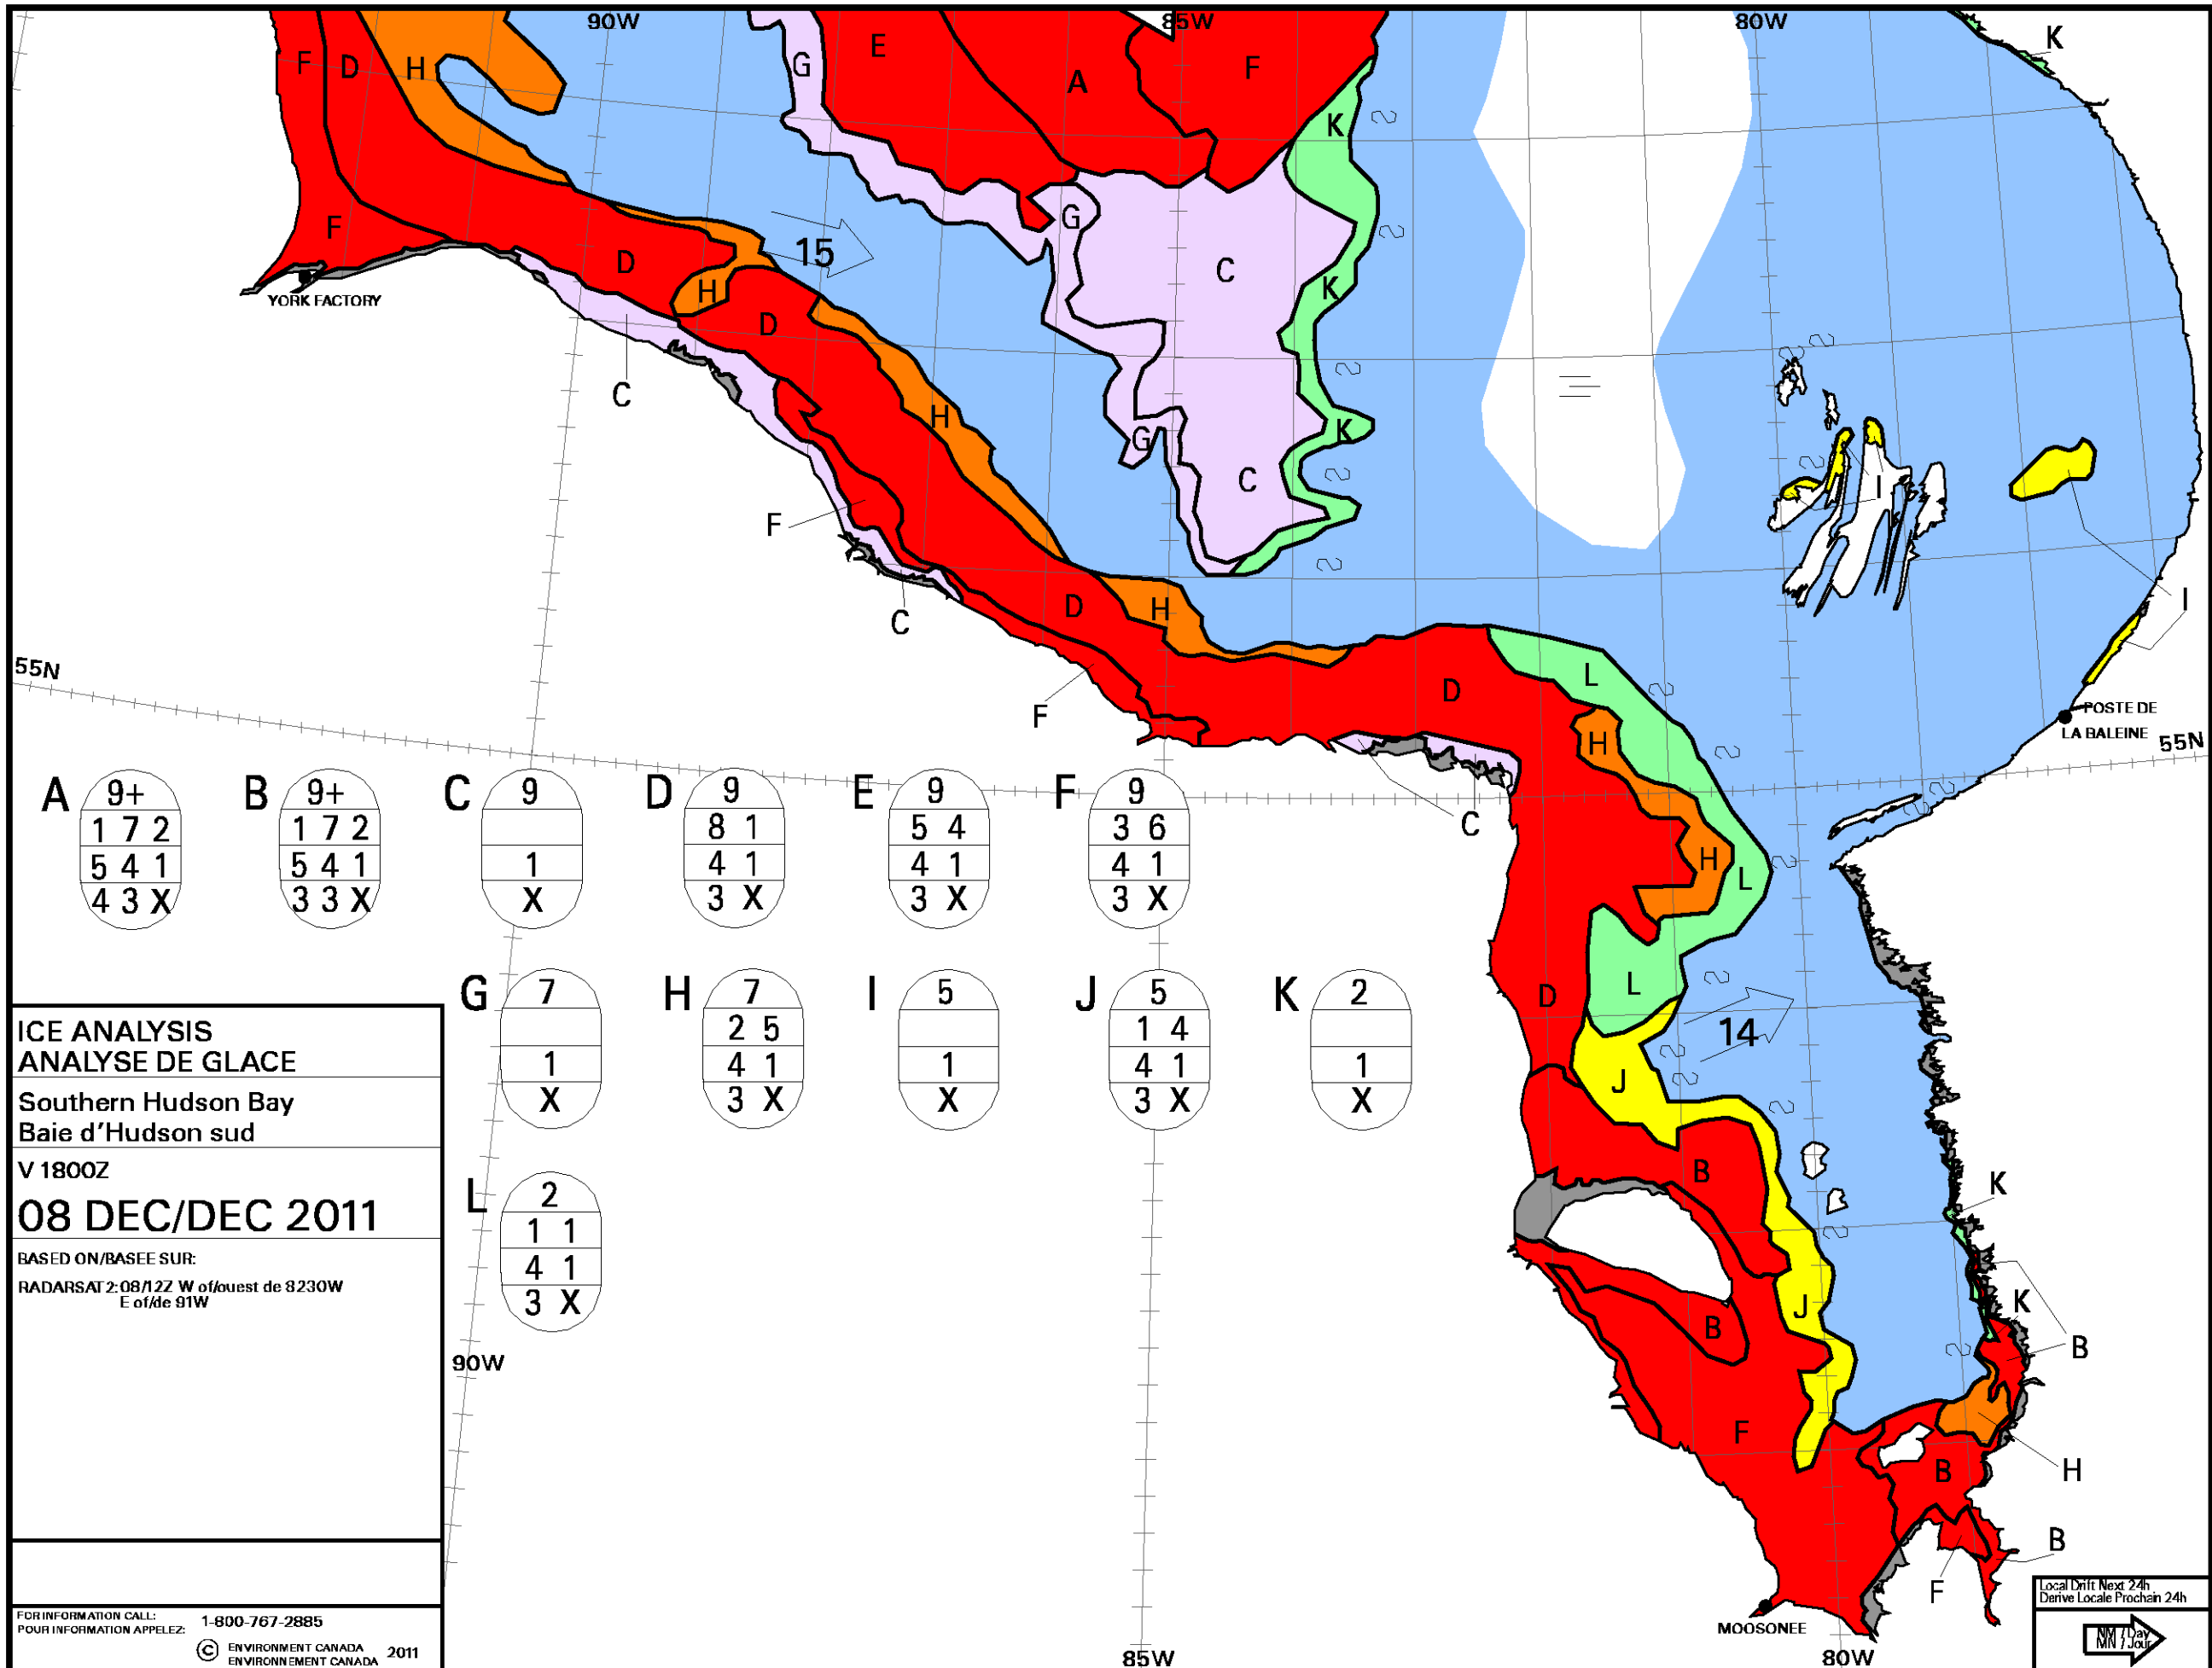 90W
85W
80W
F
D
H
G
E
A
F
K
K
G
C
K
F
D
H
15
YORK FACTORY
D
C
H
K
G
C
F
I
D
H
C
I
55N
F
D
L
POSTE DE
LA BALEINE
55N
H
C
H
L
A
9+
1 7 2
5 4 1
4 3 X
B
9+
1 7 2
5 4 1
3 3 X
C
9
1
X
D
9
8 1
4 1
3 X
E
9
5 4
4 1
3 X
F
9
3 6
4 1
3 X
G
7
1
X
H
7
2 5
4 1
3 X
I
5
1
X
J
5
1 4
4 1
3 X
K
2
1
X
L
2
1 1
4 1
3 X
D
L
14
J
B
K
J
K
B
B
F
B
H
B
F
MOOSONEE
90W
85W
80W
ICE ANALYSIS
ANALYSE DE GLACE
Southern Hudson Bay
Baie d'Hudson sud
V 1800Z
08 DEC/DEC 2011
BASED ON/BASEE SUR:
RADARSAT 2: 08/12Z W of/ouest de 8230W
E of/de 91W
FOR INFORMATION CALL:
POUR INFORMATION APPELEZ:
1-800-767-2885
© ENVIRONMENT CANADA
ENVIRONNEMENT CANADA
2011
Local Drift Next 24h
Derive Locale Prochain 24h
NM / Day
MN / Jour